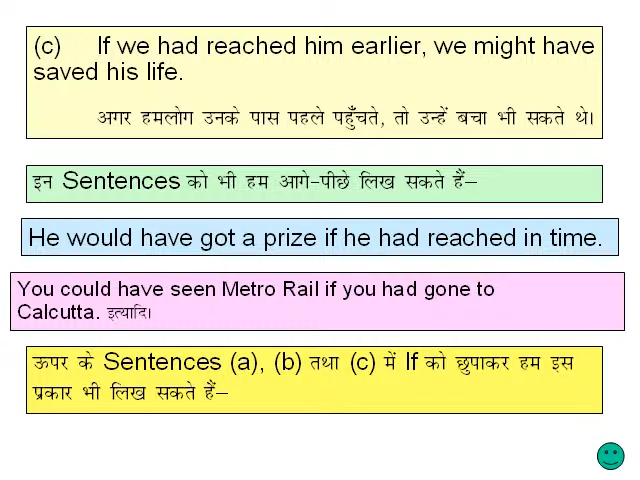 (c) If we had reached him earlier, we might have
saved his life.
अगर हमलोग उनके पास पहले पहुँचते, तो उन्हें बचा भी सकते थे।
इन Sentences को भी हम आगे-पीछे लिख सकते हैं–
He would have got a prize if he had reached in time.
You could have seen Metro Rail if you had gone to
Calcutta. इत्यादि।
ऊपर के Sentences (a), (b) तथा (c) में If को छुपाकर हम इस
प्रकार भी लिख सकते हैं–